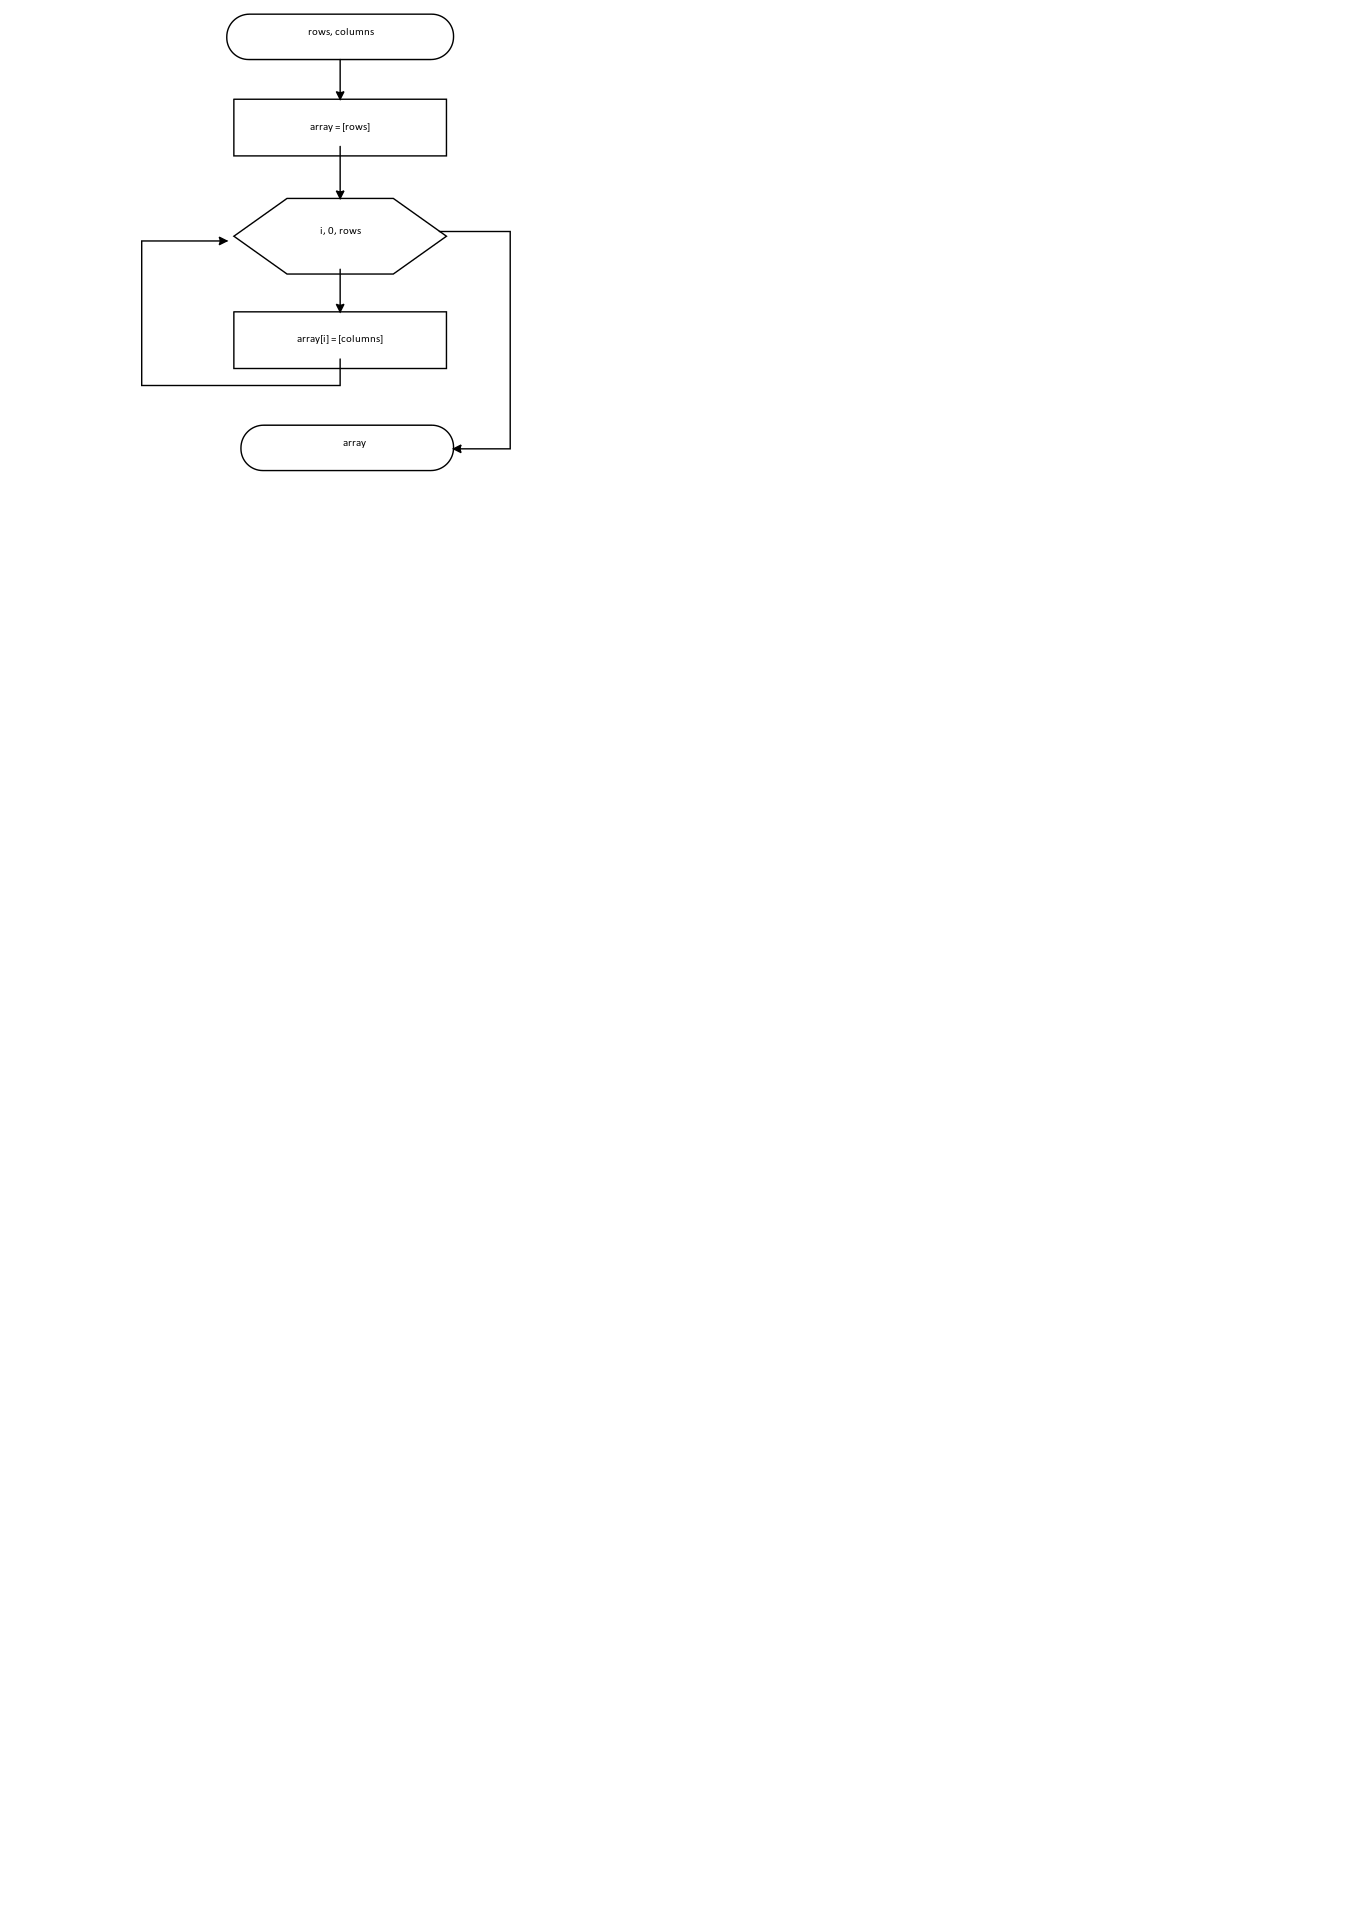 rows, columns
array = [rows]
i, 0, rows
array[i] = [columns]
array